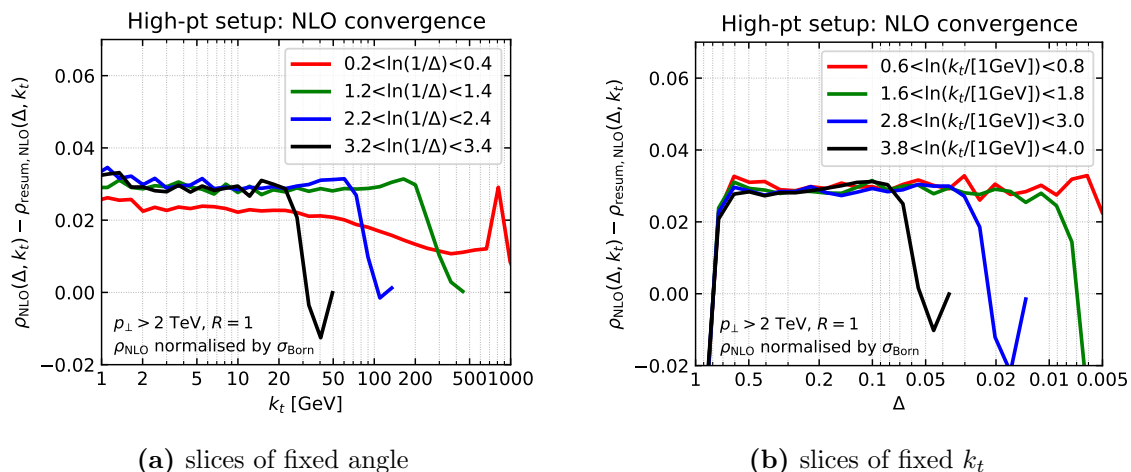 High-pt setup: NLO convergence
ρNLO(Δ, kt) − ρresum, NLO(Δ, kt)
0.06
0.04
0.02
0.00
−0.02
0.2<ln(1/Δ)<0.4
1.2<ln(1/Δ)<1.4
2.2<ln(1/Δ)<2.4
3.2<ln(1/Δ)<3.4
p⊥ > 2 TeV, R = 1
ρNLO normalised by σBorn
1 2 5 10 20 50 100 200 5001000
kt [GeV]
(a) slices of fixed angle
High-pt setup: NLO convergence
ρNLO(Δ, kt) − ρresum, NLO(Δ, kt)
0.06
0.04
0.02
0.00
−0.02
0.6<ln(kt/[1GeV])<0.8
1.6<ln(kt/[1GeV])<1.8
2.8<ln(kt/[1GeV])<3.0
3.8<ln(kt/[1GeV])<4.0
p⊥ > 2 TeV, R = 1
ρNLO normalised by σBorn
1 0.5 0.2 0.1 0.05 0.02 0.01 0.005
Δ
(b) slices of fixed kt